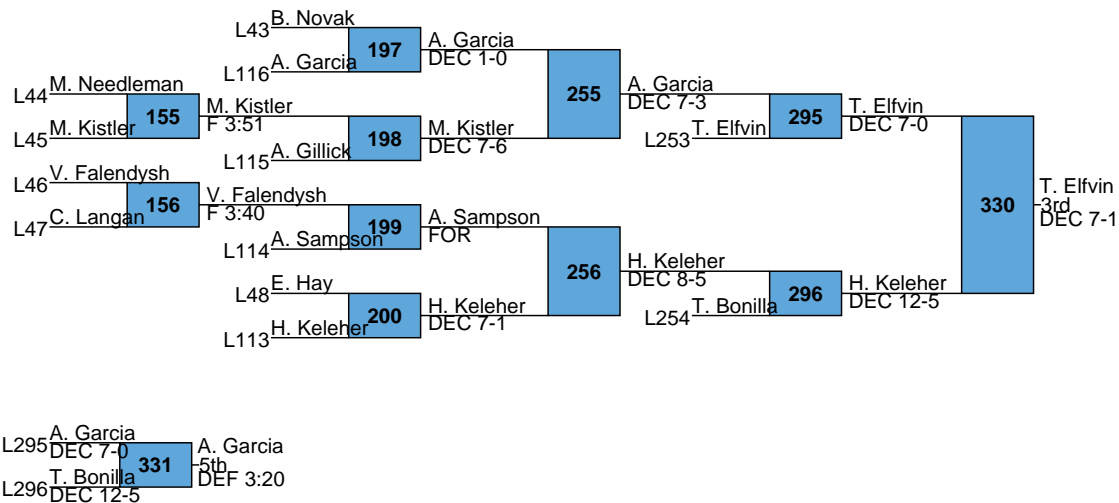 L43 B. Novak
197
L116 A. Garcia
A. Garcia
DEC 1-0
L44 M. Needleman
155
L45 M. Kistler
M. Kistler
F 3:51
198
L115 A. Gillick
M. Kistler
DEC 7-6
255
A. Garcia
DEC 7-3
295
L253 T. Elfvin
T. Elfvin
DEC 7-0
L46 V. Falendysh
156
L47 C. Langan
V. Falendysh
F 3:40
199
L114 A. Sampson
A. Sampson
FOR
L48 E. Hay
200
L113 H. Keleher
H. Keleher
DEC 7-1
256
H. Keleher
DEC 8-5
296
L254 T. Bonilla
H. Keleher
DEC 12-5
330
T. Elfvin
3rd
DEC 7-1
L295 A. Garcia
DEC 7-0
331
L296 T. Bonilla
DEC 12-5
A. Garcia
5th
DEF 3:20